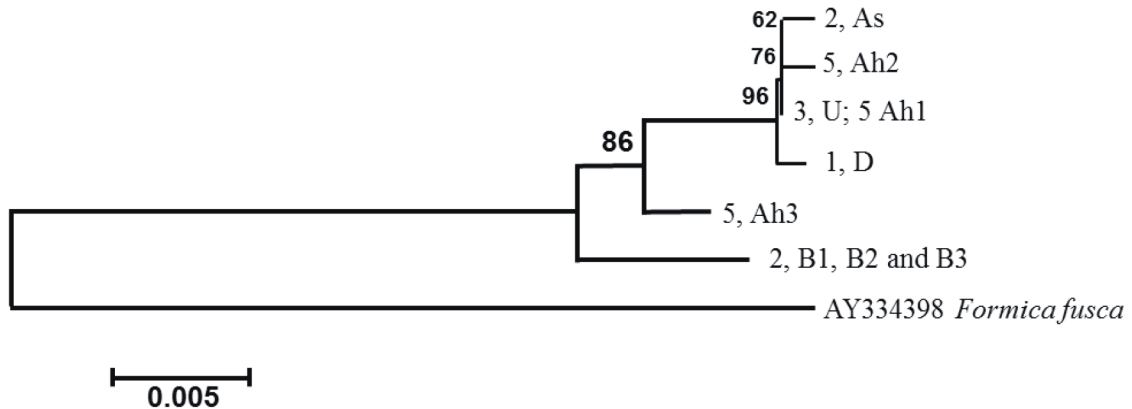 62
2, As
76
5, Ah2
96
3, U; 5 Ah1
86
1, D
5, Ah3
2, B1, B2 and B3
AY334398 Formica fusca
0.005